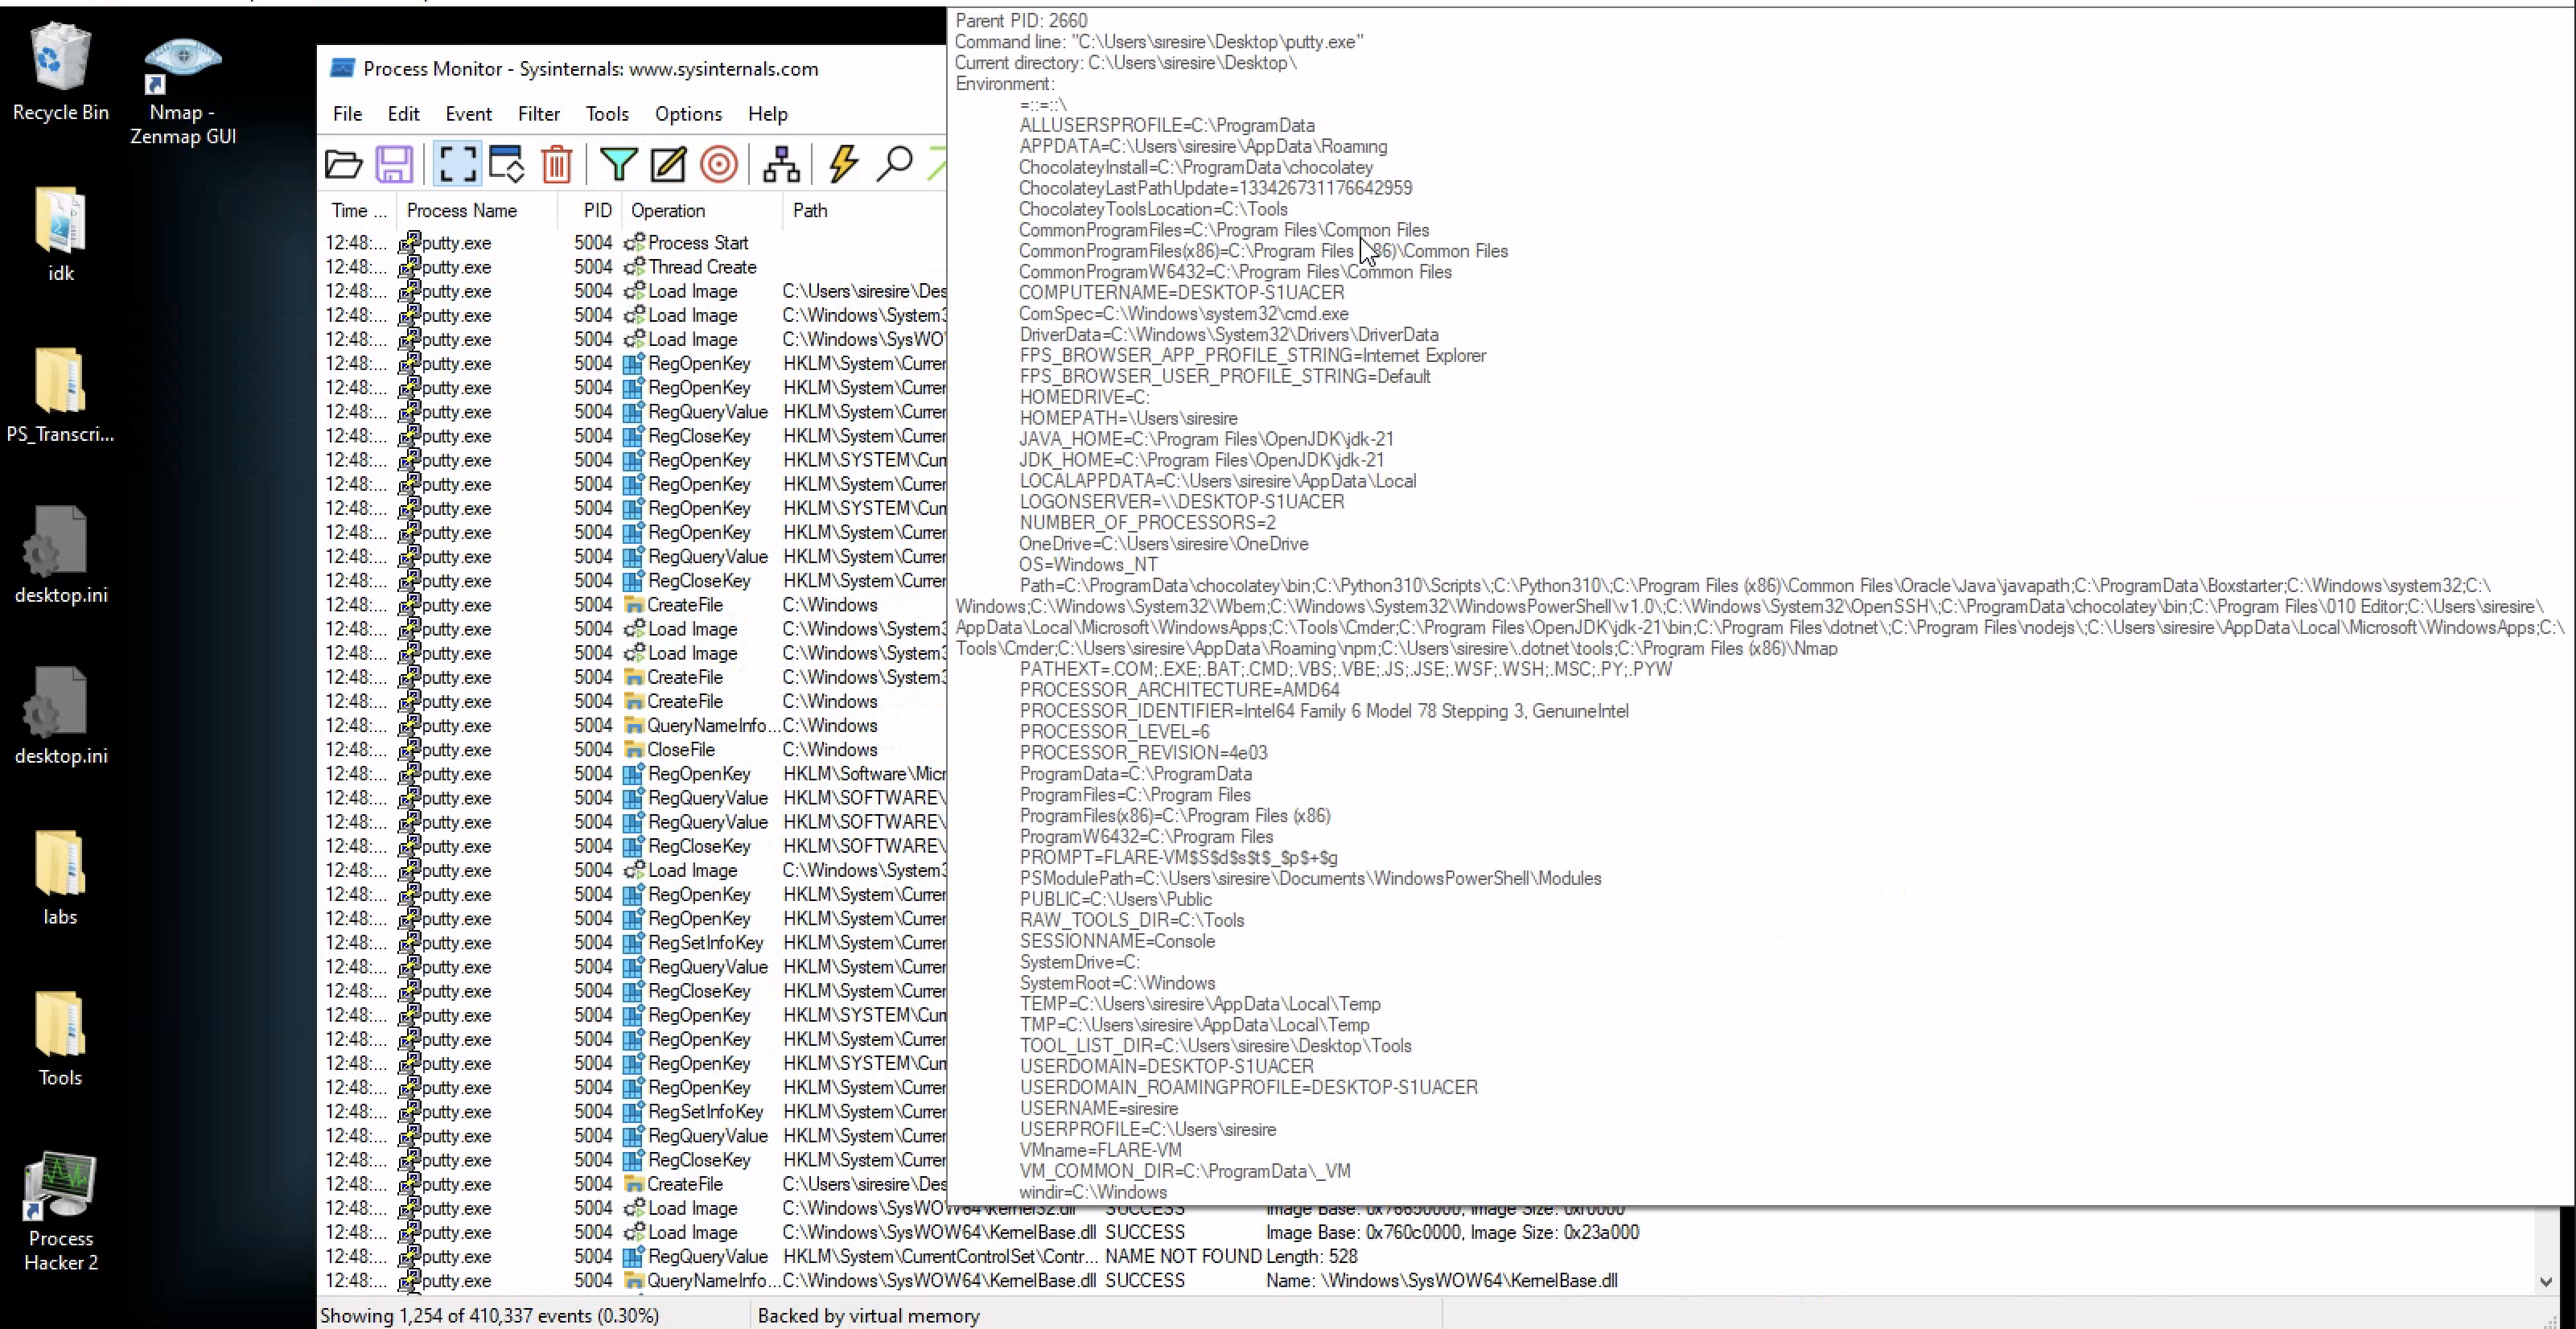 Recycle Bin
Nmap -
Zenmap GUI
idk
PS_Transcri...
desktop.ini
desktop.ini
labs
Tools
Process
Hacker 2
Process Monitor - Sysinternals: www.sysinternals.com
File Edit Event Filter Tools Options Help
Time ... Process Name PID Operation Path
12:48:... putty.exe 5004 Process Start
12:48:... putty.exe 5004 Thread Create
12:48:... putty.exe 5004 Load Image C:\Users\siresire\Des
12:48:... putty.exe 5004 Load Image C:\Windows\System3
12:48:... putty.exe 5004 Load Image C:\Windows\SysWO
12:48:... putty.exe 5004 RegOpenKey HKLM\System\Currer
12:48:... putty.exe 5004 RegOpenKey HKLM\System\Currer
12:48:... putty.exe 5004 RegQueryValue HKLM\System\Currer
12:48:... putty.exe 5004 RegCloseKey HKLM\System\Currer
12:48:... putty.exe 5004 RegOpenKey HKLM\SYSTEM\Curr
12:48:... putty.exe 5004 RegOpenKey HKLM\System\Currer
12:48:... putty.exe 5004 RegOpenKey HKLM\SYSTEM\Curr
12:48:... putty.exe 5004 RegOpenKey HKLM\System\Currer
12:48:... putty.exe 5004 RegQueryValue HKLM\System\Currer
12:48:... putty.exe 5004 RegCloseKey HKLM\System\Currer
12:48:... putty.exe 5004 CreateFile C:\Windows
12:48:... putty.exe 5004 Load Image C:\Windows\System3
12:48:... putty.exe 5004 Load Image C:\Windows\System3
12:48:... putty.exe 5004 CreateFile C:\Windows\System3
12:48:... putty.exe 5004 CreateFile C:\Windows
12:48:... putty.exe 5004 QueryNameInfo... C:\Windows
12:48:... putty.exe 5004 CloseFile C:\Windows
12:48:... putty.exe 5004 RegOpenKey HKLM\Software\Micr
12:48:... putty.exe 5004 RegQueryValue HKLM\SOFTWARE\
12:48:... putty.exe 5004 RegQueryValue HKLM\SOFTWARE\
12:48:... putty.exe 5004 RegCloseKey HKLM\SOFTWARE\
12:48:... putty.exe 5004 Load Image C:\Windows\System3
12:48:... putty.exe 5004 RegOpenKey HKLM\System\Currer
12:48:... putty.exe 5004 RegOpenKey HKLM\System\Currer
12:48:... putty.exe 5004 RegSetInfoKey HKLM\System\Currer
12:48:... putty.exe 5004 RegQueryValue HKLM\System\Currer
12:48:... putty.exe 5004 RegCloseKey HKLM\System\Currer
12:48:... putty.exe 5004 RegOpenKey HKLM\SYSTEM\Curr
12:48:... putty.exe 5004 RegOpenKey HKLM\System\Currer
12:48:... putty.exe 5004 RegOpenKey HKLM\SYSTEM\Curr
12:48:... putty.exe 5004 RegOpenKey HKLM\System\Currer
12:48:... putty.exe 5004 RegSetInfoKey HKLM\System\Currer
12:48:... putty.exe 5004 RegQueryValue HKLM\System\Currer
12:48:... putty.exe 5004 RegCloseKey HKLM\System\Currer
12:48:... putty.exe 5004 CreateFile C:\Users\siresire\Des
12:48:... putty.exe 5004 Load Image C:\Windows\SysWOW64\kernel32.dll SUCCESS Image Base: 0x76650000, Image Size: 0xf0000
12:48:... putty.exe 5004 Load Image C:\Windows\SysWOW64\KernelBase.dll SUCCESS Image Base: 0x760c0000, Image Size: 0x23a000
12:48:... putty.exe 5004 RegQueryValue HKLM\System\CurrentControlSet\Contr... NAME NOT FOUND Length: 528
12:48:... putty.exe 5004 QueryNameInfo... C:\Windows\SysWOW64\KernelBase.dll SUCCESS Name: \Windows\SysWOW64\KernelBase.dll
Showing 1,254 of 410,337 events (0.30%) Backed by virtual memory
Parent PID: 2660
Command line: "C:\Users\siresire\Desktop\putty.exe"
Current directory: C:\Users\siresire\Desktop\
Environment:
=::=::\
ALLUSERSPROFILE=C:\ProgramData
APPDATA=C:\Users\siresire\AppData\Roaming
ChocolateyInstall=C:\ProgramData\chocolatey
ChocolateyLastPathUpdate=133426731176642959
ChocolateyToolsLocation=C:\Tools
CommonProgramFiles=C:\Program Files\Common Files
CommonProgramFiles(x86)=C:\Program Files (x86)\Common Files
CommonProgramW6432=C:\Program Files\Common Files
COMPUTERNAME=DESKTOP-S1UACER
ComSpec=C:\Windows\system32\cmd.exe
DriverData=C:\Windows\System32\Drivers\DriverData
FPS_BROWSER_APP_PROFILE_STRING=Internet Explorer
FPS_BROWSER_USER_PROFILE_STRING=Default
HOMEDRIVE=C:
HOMEPATH=\Users\siresire
JAVA_HOME=C:\Program Files\OpenJDK\jdk-21
JDK_HOME=C:\Program Files\OpenJDK\jdk-21
LOCALAPPDATA=C:\Users\siresire\AppData\Local
LOGONSERVER=\\DESKTOP-S1UACER
NUMBER_OF_PROCESSORS=2
OneDrive=C:\Users\siresire\OneDrive
OS=Windows_NT
Path=C:\ProgramData\chocolatey\bin;C:\Python310\Scripts\;C:\Python310\;C:\Program Files (x86)\Common Files\Oracle\Java\javapath;C:\ProgramData\Boxstarter;C:\Windows\system32;C:\
Windows;C:\Windows\System32\Wbem;C:\Windows\System32\WindowsPowerShell\v1.0\;C:\Windows\System32\OpenSSH\;C:\ProgramData\chocolatey\bin;C:\Program Files\010 Editor;C:\Users\siresire\
AppData\Local\Microsoft\WindowsApps;C:\Tools\Cmder;C:\Program Files\OpenJDK\jdk-21\bin;C:\Program Files\dotnet\;C:\Program Files\nodejs\;C:\Users\siresire\AppData\Local\Microsoft\WindowsApps;C:\
Tools\Cmder;C:\Users\siresire\AppData\Roaming\npm;C:\Users\siresire\.dotnet\tools;C:\Program Files (x86)\Nmap
PATHEXT=.COM;.EXE;.BAT;.CMD;.VBS;.VBE;.JS;.JSE;.WSF;.WSH;.MSC;.PY;.PYW
PROCESSOR_ARCHITECTURE=AMD64
PROCESSOR_IDENTIFIER=Intel64 Family 6 Model 78 Stepping 3, GenuineIntel
PROCESSOR_LEVEL=6
PROCESSOR_REVISION=4e03
ProgramData=C:\ProgramData
ProgramFiles=C:\Program Files
ProgramFiles(x86)=C:\Program Files (x86)
ProgramW6432=C:\Program Files
PROMPT=FLARE-VM$S$d$s$t$_$p$+$g
PSModulePath=C:\Users\siresire\Documents\WindowsPowerShell\Modules
PUBLIC=C:\Users\Public
RAW_TOOLS_DIR=C:\Tools
SESSIONNAME=Console
SystemDrive=C:
SystemRoot=C:\Windows
TEMP=C:\Users\siresire\AppData\Local\Temp
TMP=C:\Users\siresire\AppData\Local\Temp
TOOL_LIST_DIR=C:\Users\siresire\Desktop\Tools
USERDOMAIN=DESKTOP-S1UACER
USERDOMAIN_ROAMINGPROFILE=DESKTOP-S1UACER
USERNAME=siresire
USERPROFILE=C:\Users\siresire
VMname=FLARE-VM
VM_COMMON_DIR=C:\ProgramData\_VM
windir=C:\Windows